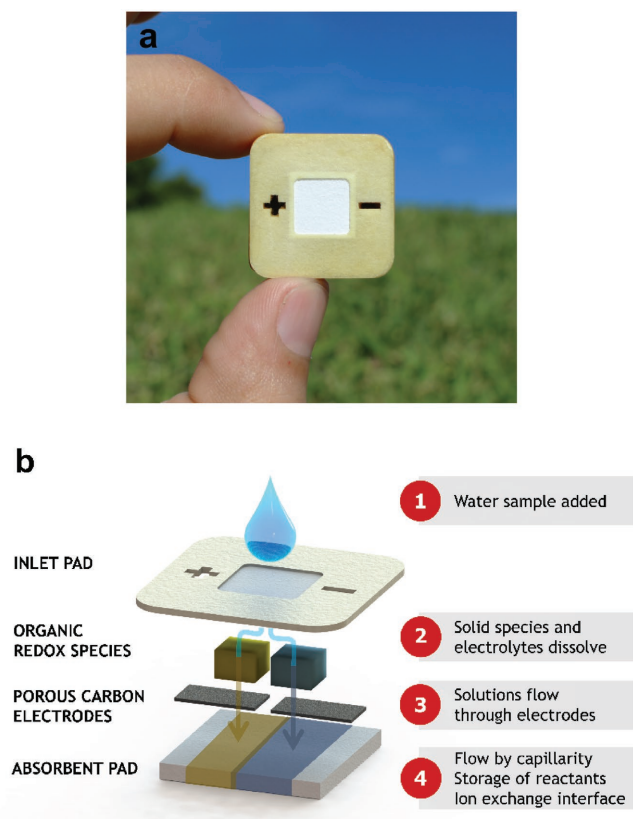 a
+ −
b
1 Water sample added
INLET PAD
+ −
ORGANIC
REDOX SPECIES
2 Solid species and
electrolytes dissolve
POROUS CARBON
ELECTRODES
3 Solutions flow
through electrodes
ABSORBENT PAD
4 Flow by capillarity
Storage of reactants
Ion exchange interface